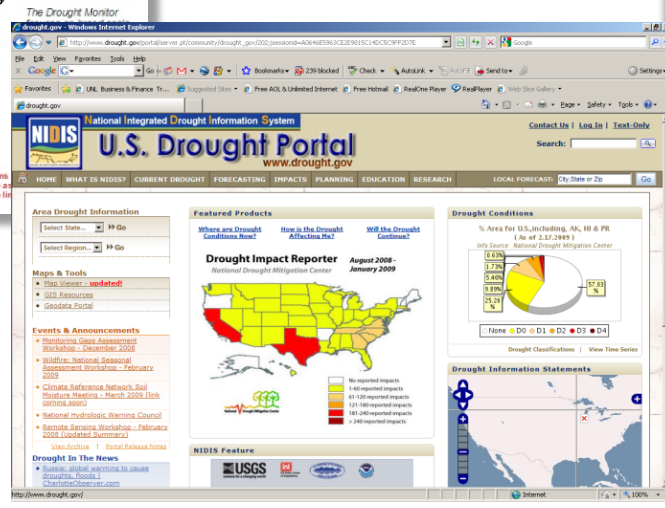 The Drought Monitor
drought.gov - Windows Internet Explorer
http://www.drought.gov/portal/server.pt/community/drought_gov/202
Google
File Edit View Favorites Tools Help
Google
Go
Bookmarks
239 blocked
Check
AutoLink
AutoFill
Send to
Settings
Favorites
UNL Business & Finance Tr...
Suggested Sites
Free AOL & Unlimited Internet
Free Hotmail
RealOne Player
RealPlayer
Web Slice Gallery
drought.gov
Page
Safety
Tools
NIDIS
National Integrated Drought Information System
U.S. Drought Portal
www.drought.gov
Contact Us | Log In | Text-Only
Search:
HOME WHAT IS NIDIS? CURRENT DROUGHT FORECASTING IMPACTS PLANNING EDUCATION RESEARCH
LOCAL FORECAST: City,State or Zip Go
Area Drought Information
Select State... Go
Select Region... Go
Maps & Tools
Map Viewer - updated!
GIS Resources
Geodata Portal
Events & Announcements
Monitoring Gaps Assessment
Workshop - December 2008
Wildfire: National Seasonal
Assessment Workshop - February
2009
Climate Reference Network Soil
Moisture Meeting - March 2009 (link
coming soon)
National Hydrologic Warning Council
Remote Sensing Workshop - February
2008 (Updated Summary)
View Archive | Portal Release Notes
Drought In The News
Russia: global warming to cause
droughts, floods |
CharlotteObserver.com
Featured Products
Where are Drought
Conditions Now?
How is the Drought
Affecting Me?
Will the Drought
Continue?
Drought Impact Reporter
National Drought Mitigation Center
August 2008 -
January 2009
No reported impacts
1-60 reported impacts
61-120 reported impacts
121-180 reported impacts
181-240 reported impacts
> 240 reported impacts
National Drought Mitigation Center
NIDIS Feature
USGS
science for a changing world
Drought Conditions
% Area for U.S.,including, AK, HI & PR
( As of 2.17.2009 )
Info Source: National Drought Mitigation Center
0.63%
1.73%
5.46%
9.89%
25.26
%
57.03
%
None D0 D1 D2 D3 D4
Drought Classifications | View Time Series
Drought Information Statements
http://www.drought.gov/
Internet
100%